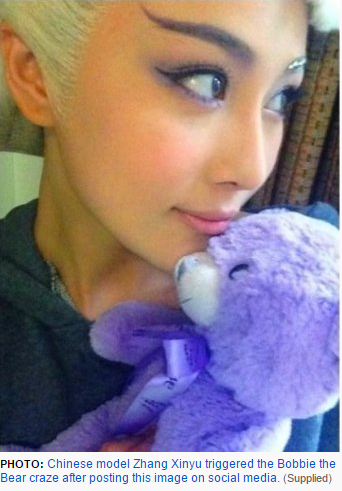 PHOTO: Chinese model Zhang Xinyu triggered the Bobbie the
Bear craze after posting this image on social media. (Supplied)